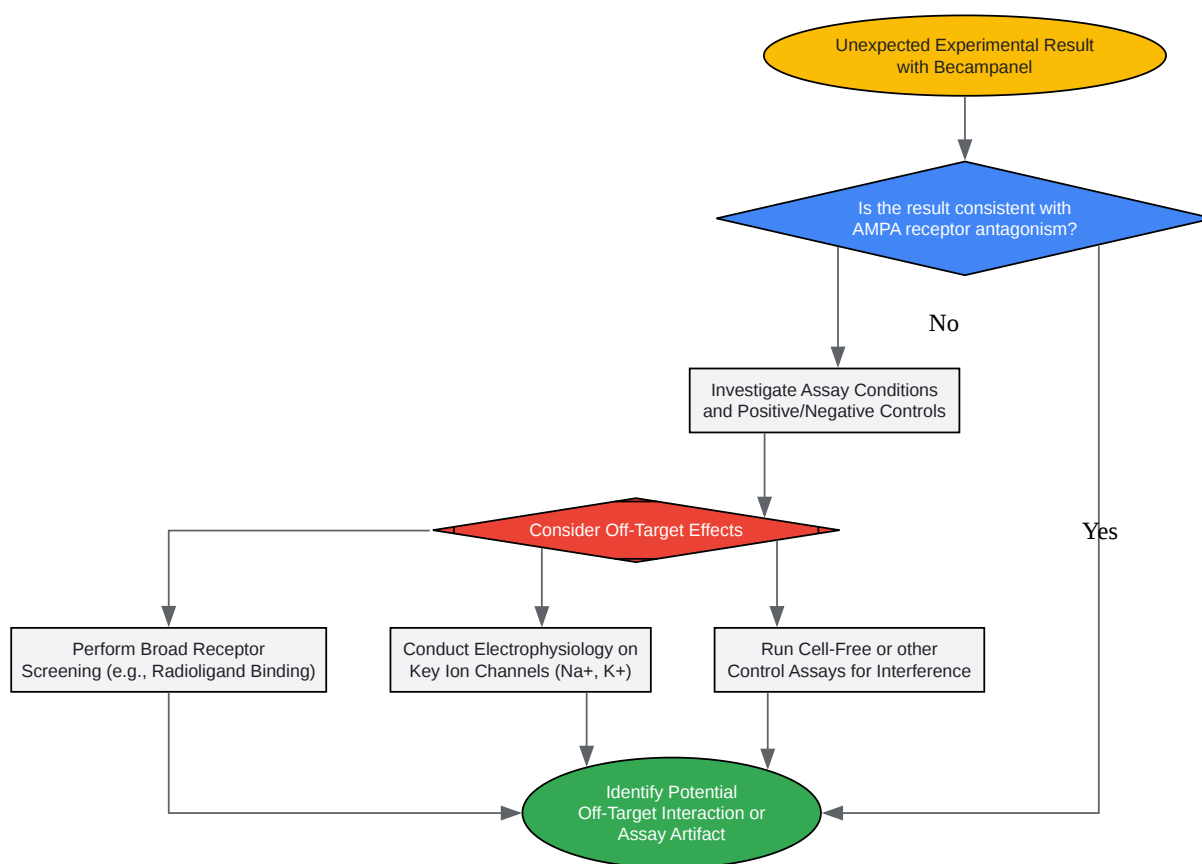 Unexpected Experimental Result
with Becampanel
Is the result consistent with
AMPA receptor antagonism?
No
Investigate Assay Conditions
and Positive/Negative Controls
Consider Off-Target Effects
Yes
Perform Broad Receptor
Screening (e.g., Radioligand Binding)
Conduct Electrophysiology on
Key Ion Channels (Na+, K+)
Run Cell-Free or other
Control Assays for Interference
Identify Potential
Off-Target Interaction or
Assay Artifact